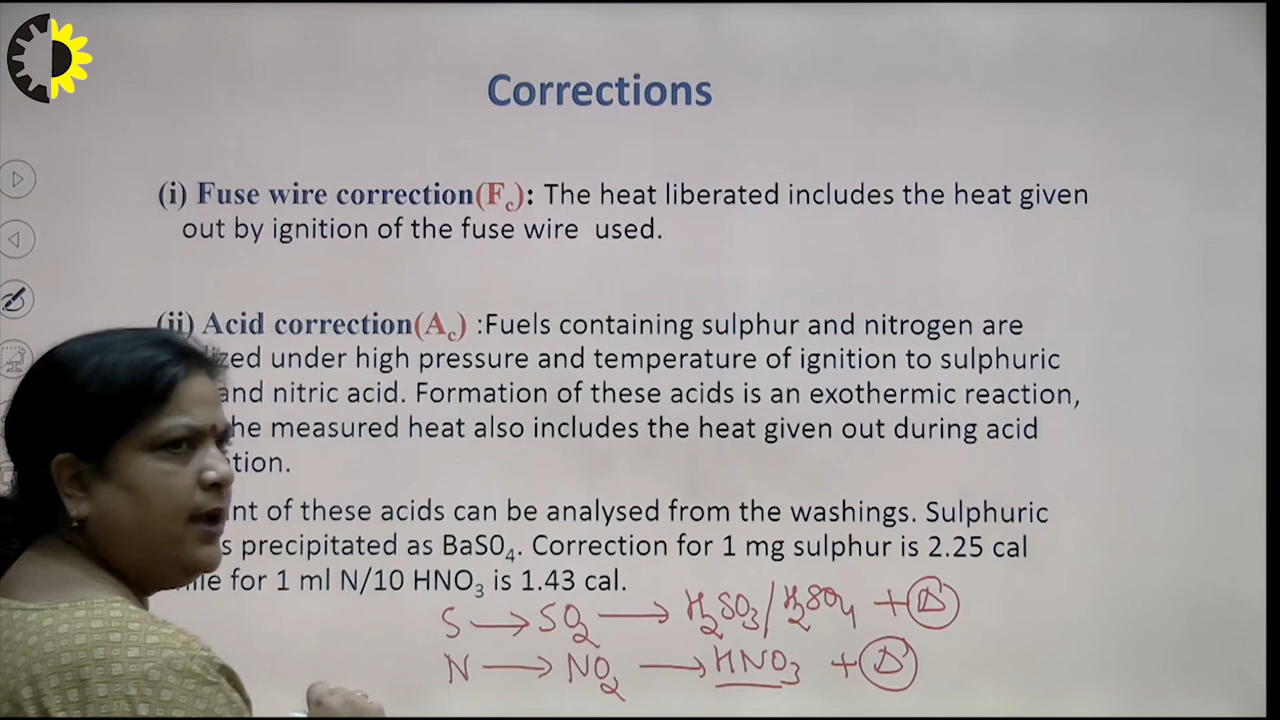 Corrections
(i) Fuse wire correction(Fc): The heat liberated includes the heat given
out by ignition of the fuse wire used.
(ii) Acid correction(Ac) :Fuels containing sulphur and nitrogen are
ized under high pressure and temperature of ignition to sulphuric
and nitric acid. Formation of these acids is an exothermic reaction,
he measured heat also includes the heat given out during acid
tion.
nt of these acids can be analysed from the washings. Sulphuric
s precipitated as BaSO₄. Correction for 1 mg sulphur is 2.25 cal
ile for 1 ml N/10 HNO₃ is 1.43 cal.
S → SO₂ → H₂SO₃/H₂SO₄ + Δ
N → NO₂ → HNO₃ + Δ